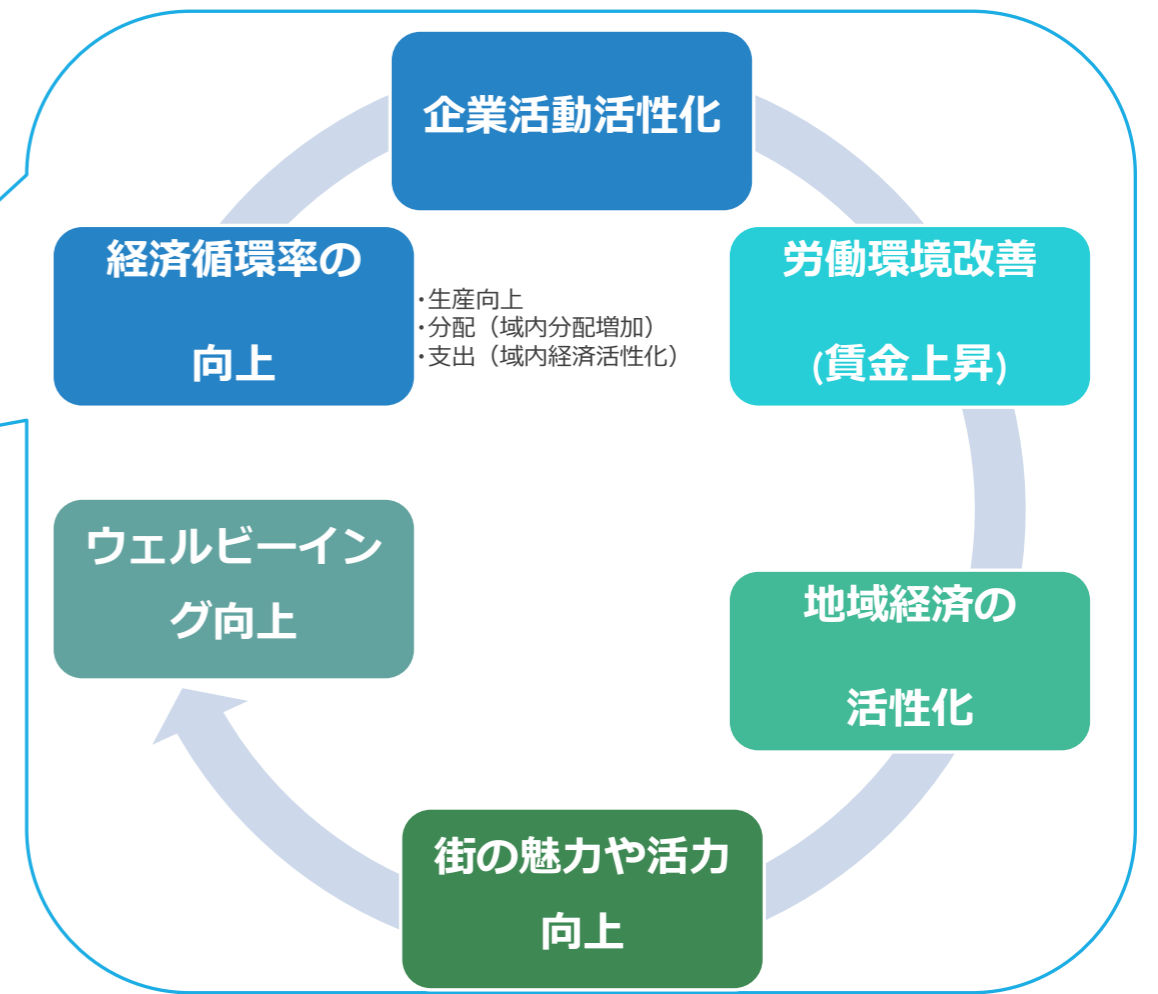 企業活動活性化
経済循環率の
向上
・生産向上
・分配（域内分配増加）
・支出（域内経済活性化）
労働環境改善
(賃金上昇)
地域経済の
活性化
街の魅力や活力
向上
ウェルビーイン
グ向上